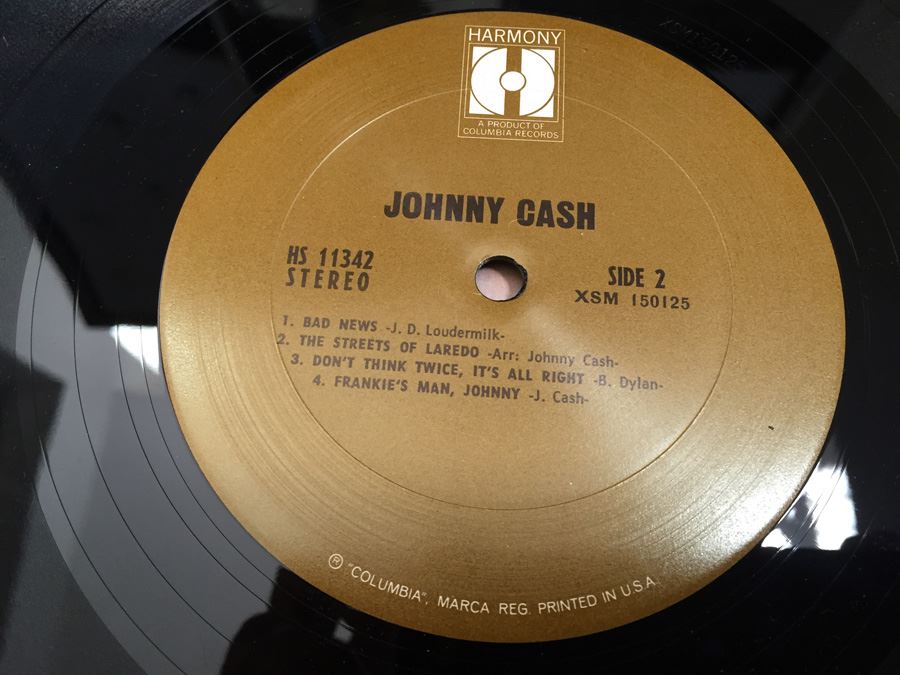 HARMONY
A PRODUCT OF
COLUMBIA RECORDS
JOHNNY CASH
HS 11342
STEREO
SIDE 2
XSM 150125
1. BAD NEWS -J. D. Loudermilk-
2. THE STREETS OF LAREDO -Arr: Johnny Cash-
3. DON'T THINK TWICE, IT'S ALL RIGHT -B. Dylan-
4. FRANKIE'S MAN, JOHNNY -J. Cash-
® "COLUMBIA", MARCA REG. PRINTED IN U.S.A.